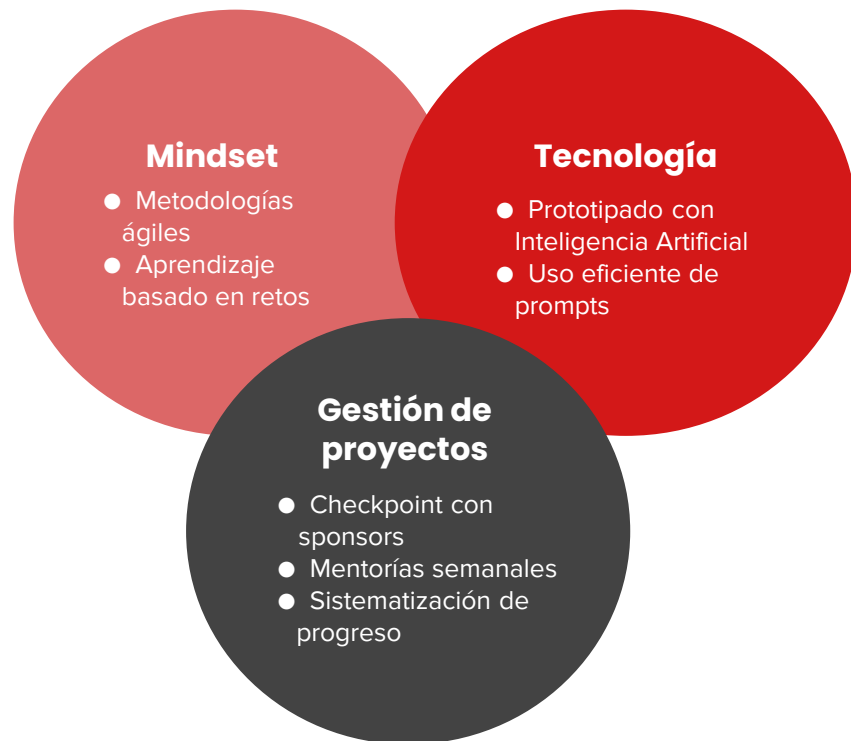 Mindset
● Metodologías
ágiles
● Aprendizaje
basado en retos
Tecnología
● Prototipado con
Inteligencia Artificial
● Uso eficiente de
prompts
Gestión de
proyectos
● Checkpoint con
sponsors
● Mentorías semanales
● Sistematización de
progreso